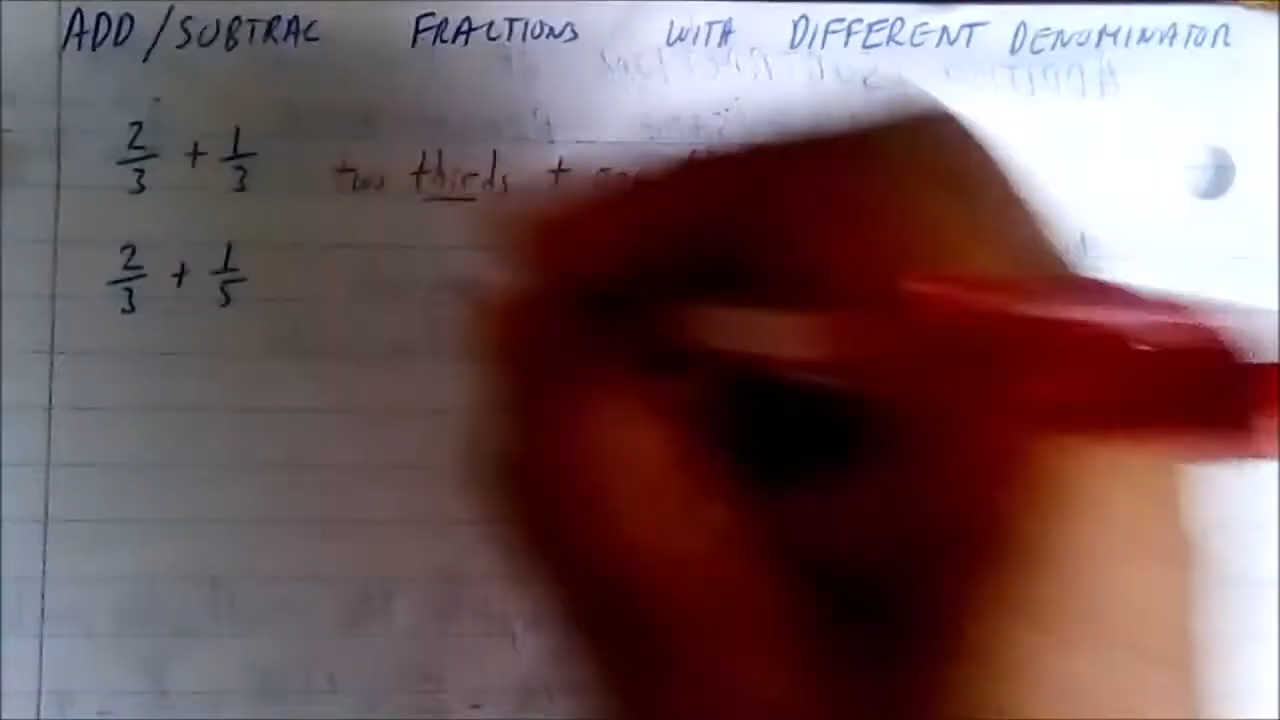 ADD/SUBTRAC FRACTIONS WITH DIFFERENT DENOMINATOR
2/3 + 1/3 two thirds +
2/3 + 1/5